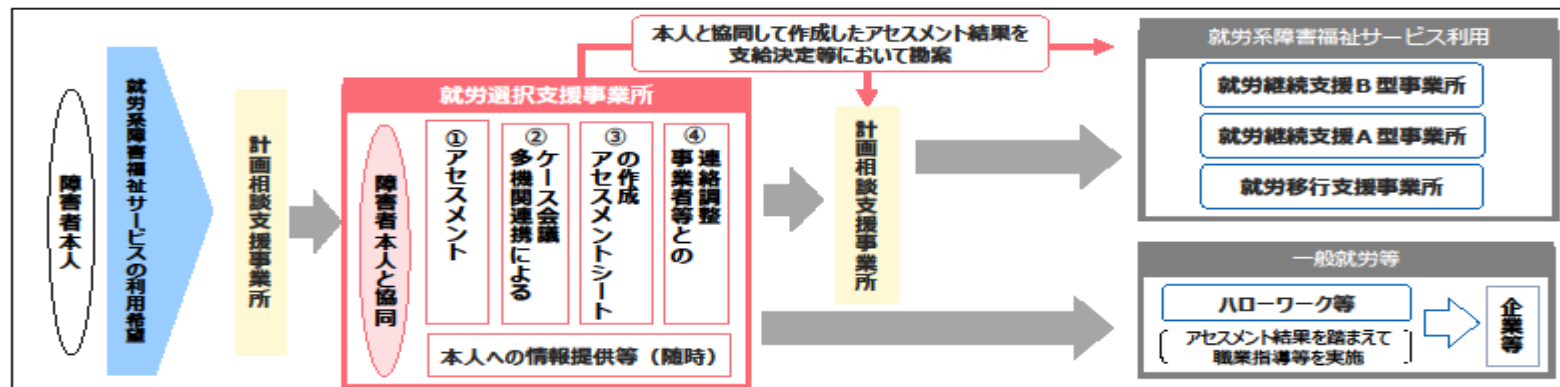 障害者本人
就労系障害福祉サービスの利用希望
計画相談支援事業所
就労選択支援事業所
障害者本人と協同
①アセスメント
②多機関連携による
ケース会議
③アセスメントシート
の作成
④事業者等との
連絡調整
本人への情報提供等（随時）
本人と協同して作成したアセスメント結果を
支給決定等において勘案
計画相談支援事業所
就労系障害福祉サービス利用
就労継続支援B型事業所
就労継続支援A型事業所
就労移行支援事業所
一般就労等
ハローワーク等
アセスメント結果を踏まえて
職業指導等を実施
企業等